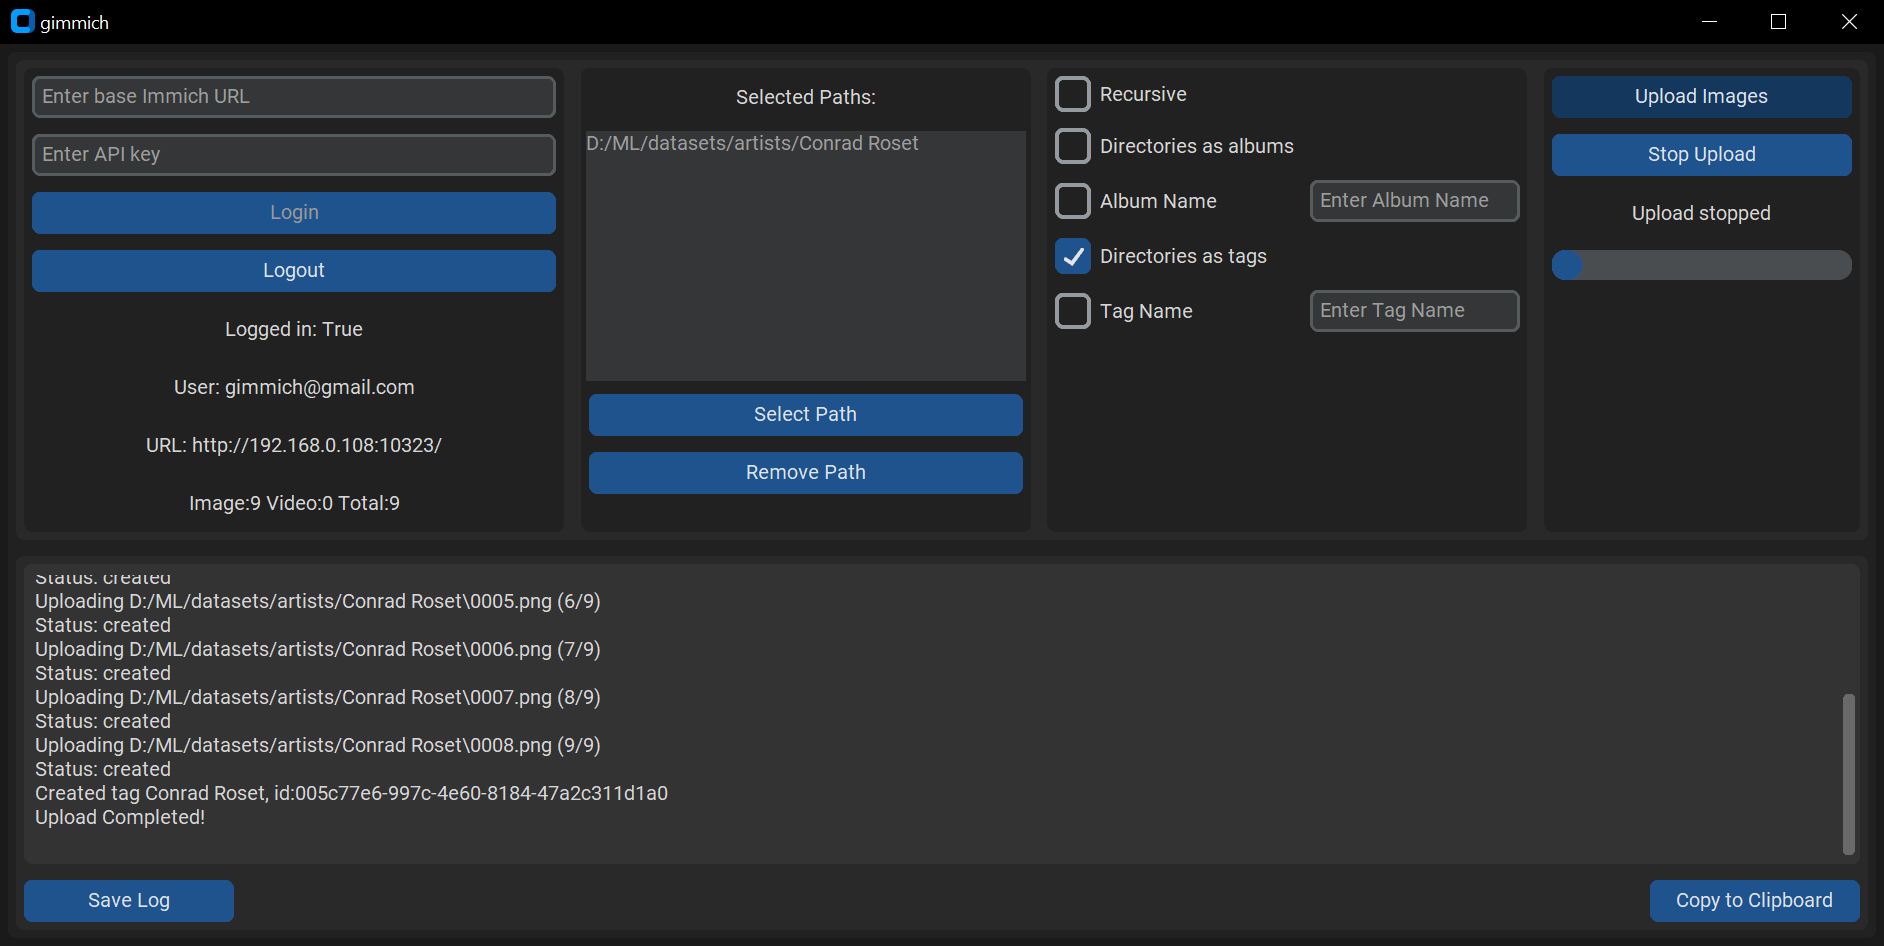 gimmich
Enter base Immich URL
Enter API key
Login
Logout
Logged in: True
User: gimmich@gmail.com
URL: http://192.168.0.108:10323/
Image:9 Video:0 Total:9
Selected Paths:
D:/ML/datasets/artists/Conrad Roset
Select Path
Remove Path
Recursive
Directories as albums
Album Name
Enter Album Name
Directories as tags
Tag Name
Enter Tag Name
Upload Images
Stop Upload
Upload stopped
Status: created
Uploading D:/ML/datasets/artists/Conrad Roset\0005.png (6/9)
Status: created
Uploading D:/ML/datasets/artists/Conrad Roset\0006.png (7/9)
Status: created
Uploading D:/ML/datasets/artists/Conrad Roset\0007.png (8/9)
Status: created
Uploading D:/ML/datasets/artists/Conrad Roset\0008.png (9/9)
Status: created
Created tag Conrad Roset, id:005c77e6-997c-4e60-8184-47a2c311d1a0
Upload Completed!
Save Log
Copy to Clipboard